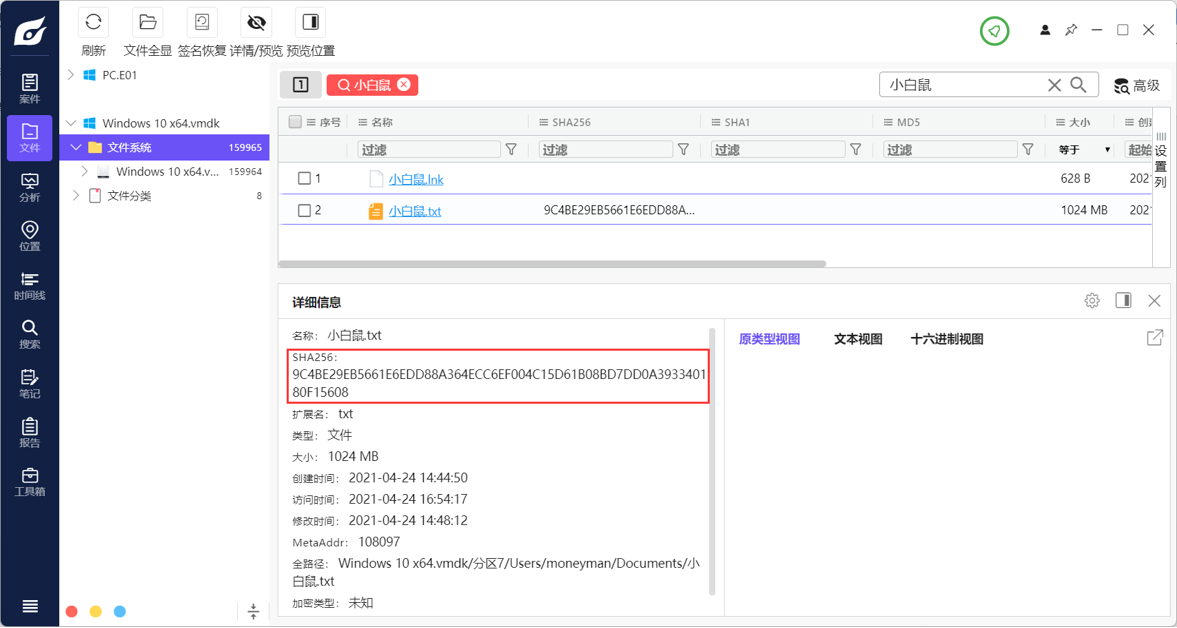 刷新 文件全显 签名恢复 详情/预览 预览位置
案件
文件
分析
位置
时间线
搜索
笔记
报告
工具箱
PC.E01
Windows 10 x64.vmdk
文件系统 159965
Windows 10 x64.v... 159964
文件分类 8
1 小白鼠
小白鼠 高级
序号 名称 SHA256 SHA1 MD5 大小 创建
过滤 过滤 过滤 过滤 等于 起始
设置列
1 小白鼠.lnk 628 B 202
2 小白鼠.txt 9C4BE29EB5661E6EDD88A... 1024 MB 202
详细信息
名称: 小白鼠.txt
SHA256:
9C4BE29EB5661E6EDD88A364ECC6EF004C15D61B08BD7DD0A3933401
80F15608
扩展名: txt
类型: 文件
大小: 1024 MB
创建时间: 2021-04-24 14:44:50
访问时间: 2021-04-24 16:54:17
修改时间: 2021-04-24 14:48:12
MetaAddr: 108097
全路径: Windows 10 x64.vmdk/分区7/Users/moneyman/Documents/小
白鼠.txt
加密类型: 未知
原类型视图 文本视图 十六进制视图